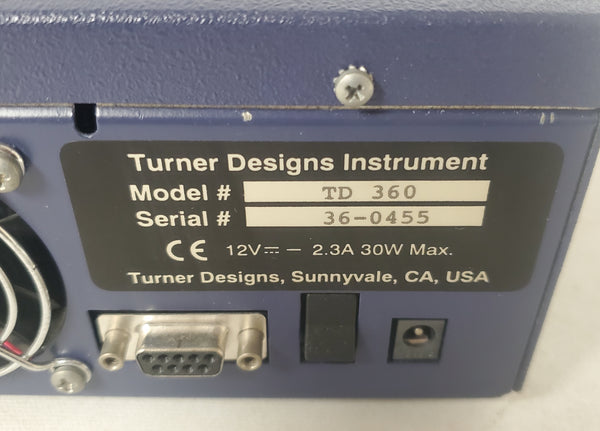 Turner Designs Instrument
Model # TD 360
Serial # 36-0455
CE 12V⎓ – 2.3A 30W Max.
Turner Designs, Sunnyvale, CA, USA